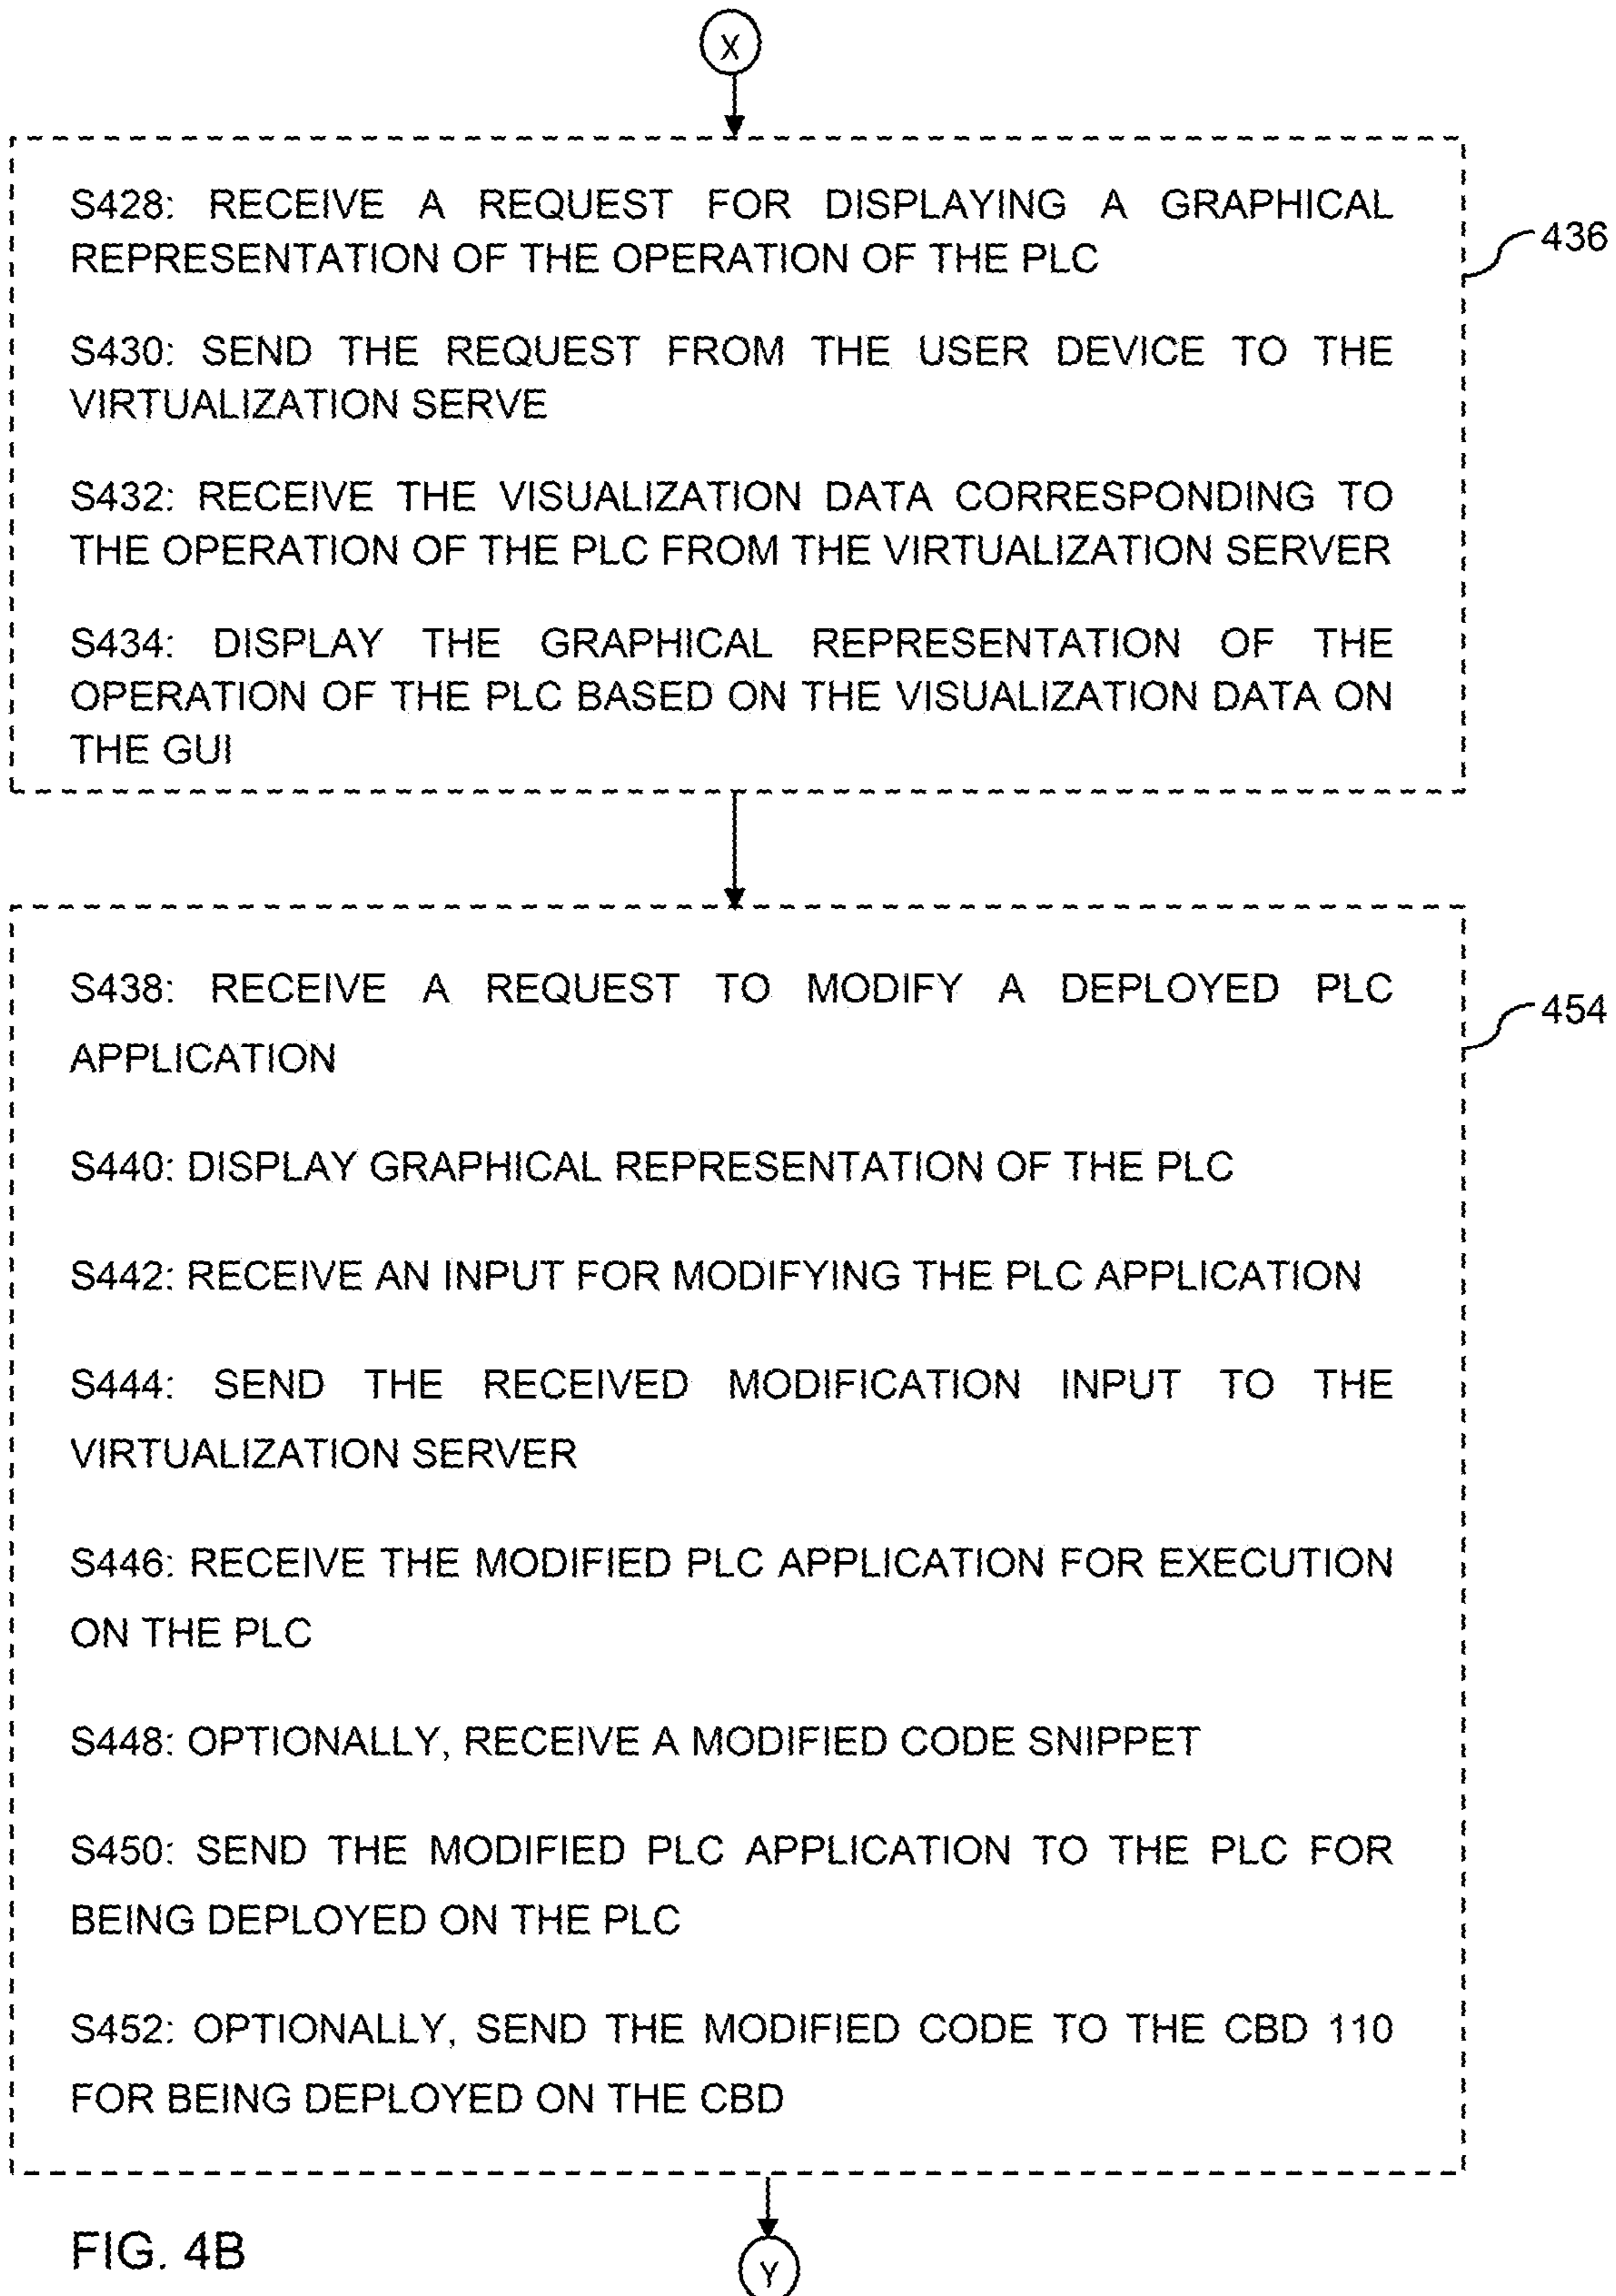 X
S428: RECEIVE A REQUEST FOR DISPLAYING A GRAPHICAL
REPRESENTATION OF THE OPERATION OF THE PLC
436
S430: SEND THE REQUEST FROM THE USER DEVICE TO THE
VIRTUALIZATION SERVE
S432: RECEIVE THE VISUALIZATION DATA CORRESPONDING TO
THE OPERATION OF THE PLC FROM THE VIRTUALIZATION SERVER
S434: DISPLAY THE GRAPHICAL REPRESENTATION OF THE
OPERATION OF THE PLC BASED ON THE VISUALIZATION DATA ON
THE GUI
S438: RECEIVE A REQUEST TO MODIFY A DEPLOYED PLC
454
APPLICATION
S440: DISPLAY GRAPHICAL REPRESENTATION OF THE PLC
S442: RECEIVE AN INPUT FOR MODIFYING THE PLC APPLICATION
S444: SEND THE RECEIVED MODIFICATION INPUT TO THE
VIRTUALIZATION SERVER
S446: RECEIVE THE MODIFIED PLC APPLICATION FOR EXECUTION
ON THE PLC
S448: OPTIONALLY, RECEIVE A MODIFIED CODE SNIPPET
S450: SEND THE MODIFIED PLC APPLICATION TO THE PLC FOR
BEING DEPLOYED ON THE PLC
S452: OPTIONALLY, SEND THE MODIFIED CODE TO THE CBD 110
FOR BEING DEPLOYED ON THE CBD
FIG. 4B
Y